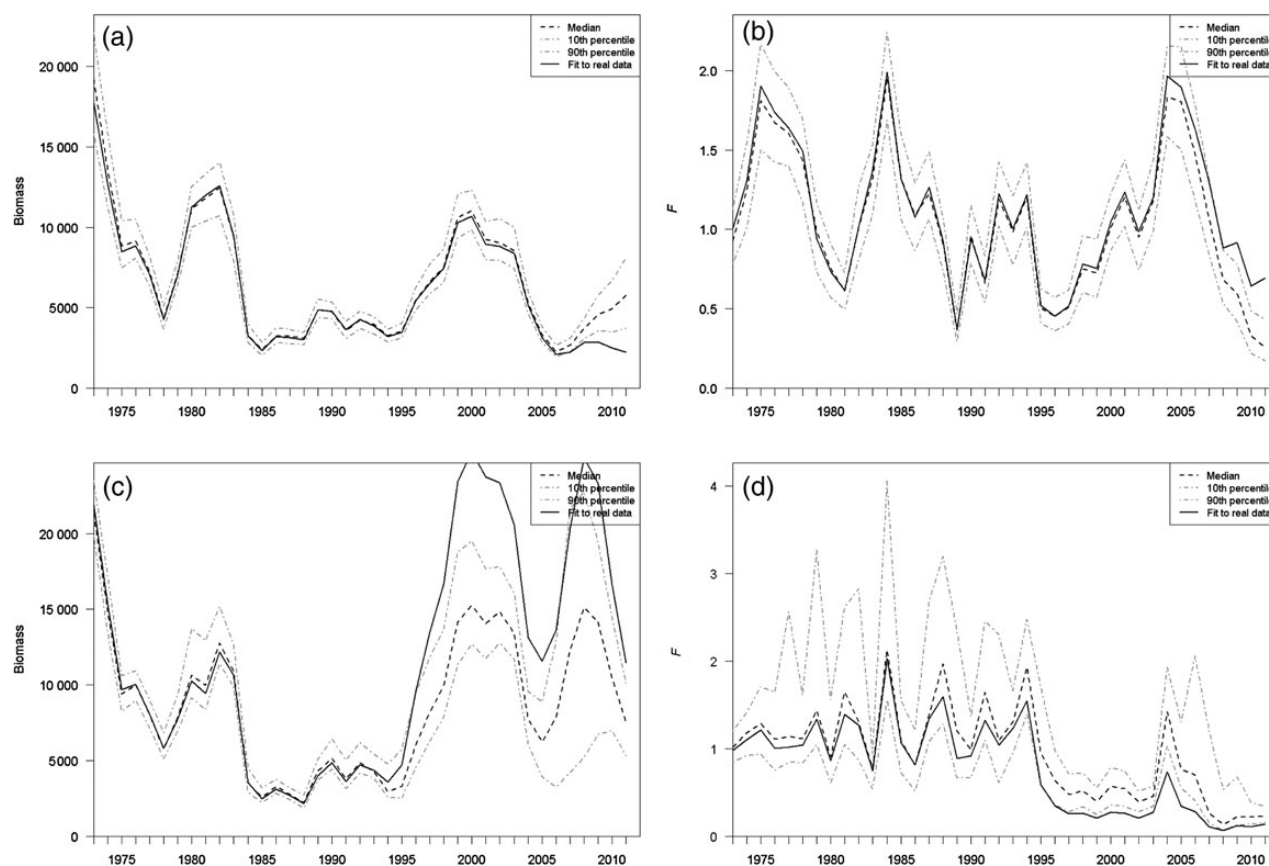 (a)
Median
10th percentile
90th percentile
Fit to real data
Biomass
20 000
15 000
10 000
5000
0
1975 1980 1985 1990 1995 2000 2005 2010
(b)
Median
10th percentile
90th percentile
Fit to real data
F
2.0
1.5
1.0
0.5
0.0
1975 1980 1985 1990 1995 2000 2005 2010
(c)
Median
10th percentile
90th percentile
Fit to real data
Biomass
20 000
15 000
10 000
5000
0
1975 1980 1985 1990 1995 2000 2005 2010
(d)
Median
10th percentile
90th percentile
Fit to real data
F
4
3
2
1
0
1975 1980 1985 1990 1995 2000 2005 2010